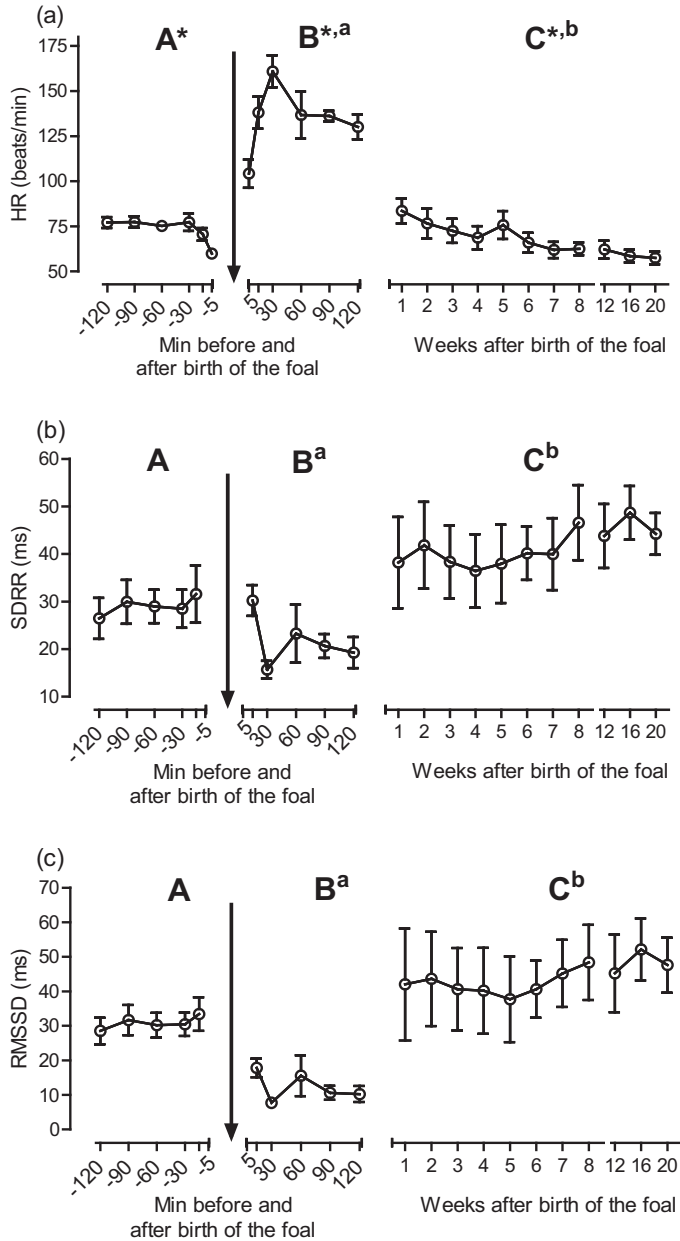 (a)
A* B*,a C*,b
HR (beats/min)
175
150
125
100
75
50
-120 -90 -60 -30 -5 5 30 60 90 120 1 2 3 4 5 6 7 8 12 16 20
Min before and
after birth of the foal
Weeks after birth of the foal
(b)
A Ba Cb
SDRR (ms)
60
50
40
30
20
10
-120 -90 -60 -30 -5 5 30 60 90 120 1 2 3 4 5 6 7 8 12 16 20
Min before and
after birth of the foal
Weeks after birth of the foal
(c)
A Ba Cb
RMSSD (ms)
70
60
50
40
30
20
10
0
-120 -90 -60 -30 -5 5 30 60 90 120 1 2 3 4 5 6 7 8 12 16 20
Min before and
after birth of the foal
Weeks after birth of the foal